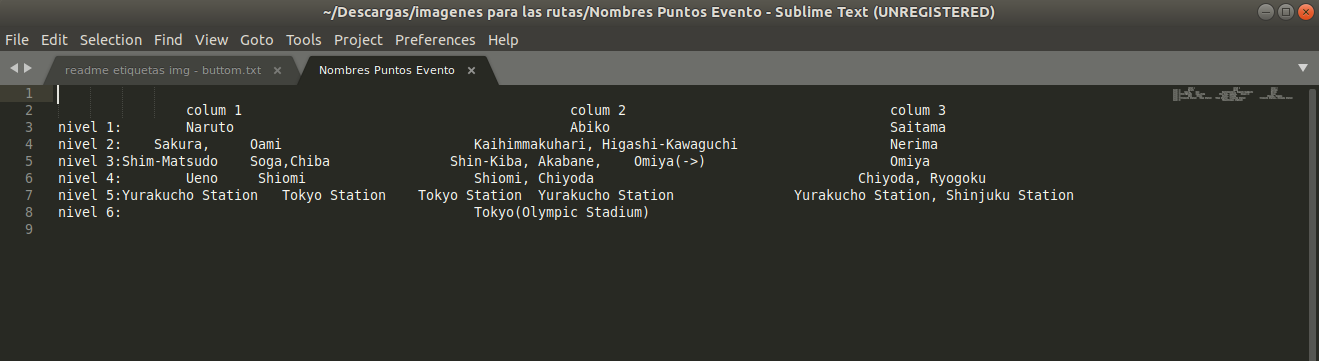 ~/Descargas/imagenes para las rutas/Nombres Puntos Evento - Sublime Text (UNREGISTERED)
File Edit Selection Find View Goto Tools Project Preferences Help
readme etiquetas img - buttom.txt × Nombres Puntos Evento ×
1
2 colum 1 colum 2 colum 3
3 nivel 1: Naruto Abiko Saitama
4 nivel 2: Sakura, Oami Kaihimmakuhari, Higashi-Kawaguchi Nerima
5 nivel 3:Shim-Matsudo Soga,Chiba Shin-Kiba, Akabane, Omiya(->) Omiya
6 nivel 4: Ueno Shiomi Shiomi, Chiyoda Chiyoda, Ryogoku
7 nivel 5:Yurakucho Station Tokyo Station Tokyo Station Yurakucho Station Yurakucho Station, Shinjuku Station
8 nivel 6: Tokyo(Olympic Stadium)
9